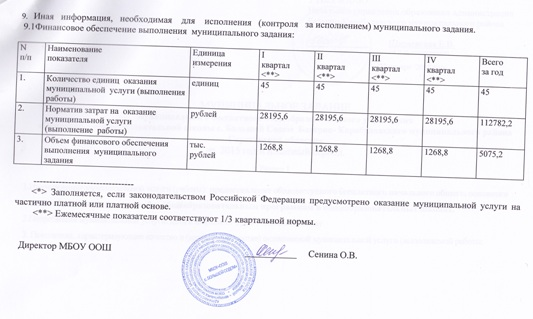 9. Иная информация, необходимая для исполнения (контроля за исполнением) муниципального задания.
9.1Финансовое обеспечение выполнения муниципального задания:
N п/п Наименование показателя Единица измерения I квартал <**> II квартал <**> III квартал <**> IV квартал <**> Всего за год
1. Количество единиц оказания муниципальной услуги (выполнения работы) единиц 45 45 45 45 45
2. Норматив затрат на оказание муниципальной услуги (выполнение работы) рублей 28195,6 28195,6 28195,6 28195,6 112782,2
3. Объем финансового обеспечения выполнения муниципального задания тыс. рублей 1268,8 1268,8 1268,8 1268,8 5075,2
--------------------------------
<*> Заполняется, если законодательством Российской Федерации предусмотрено оказание муниципальной услуги на
частично платной или платной основе.
<**> Ежемесячные показатели соответствуют 1/3 квартальной нормы.
Директор МБОУ ООШ Сенина О.В.